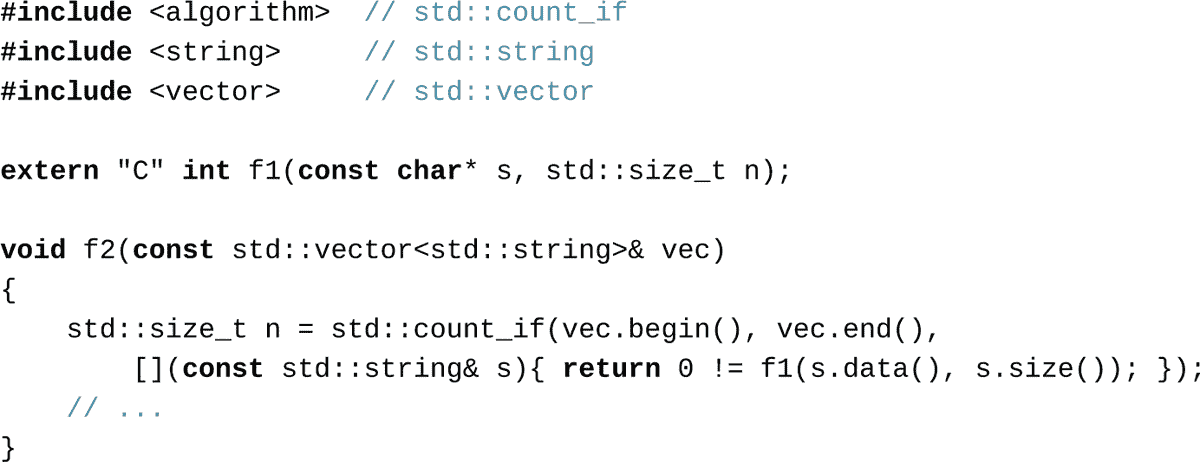 #include <algorithm>  // std::count_if
#include <string>     // std::string
#include <vector>     // std::vector

extern "C" int f1(const char* s, std::size_t n);

void f2(const std::vector<std::string>& vec)
{
    std::size_t n = std::count_if(vec.begin(), vec.end(),
        [](const std::string& s){ return 0 != f1(s.data(), s.size()); });
    // ...
}